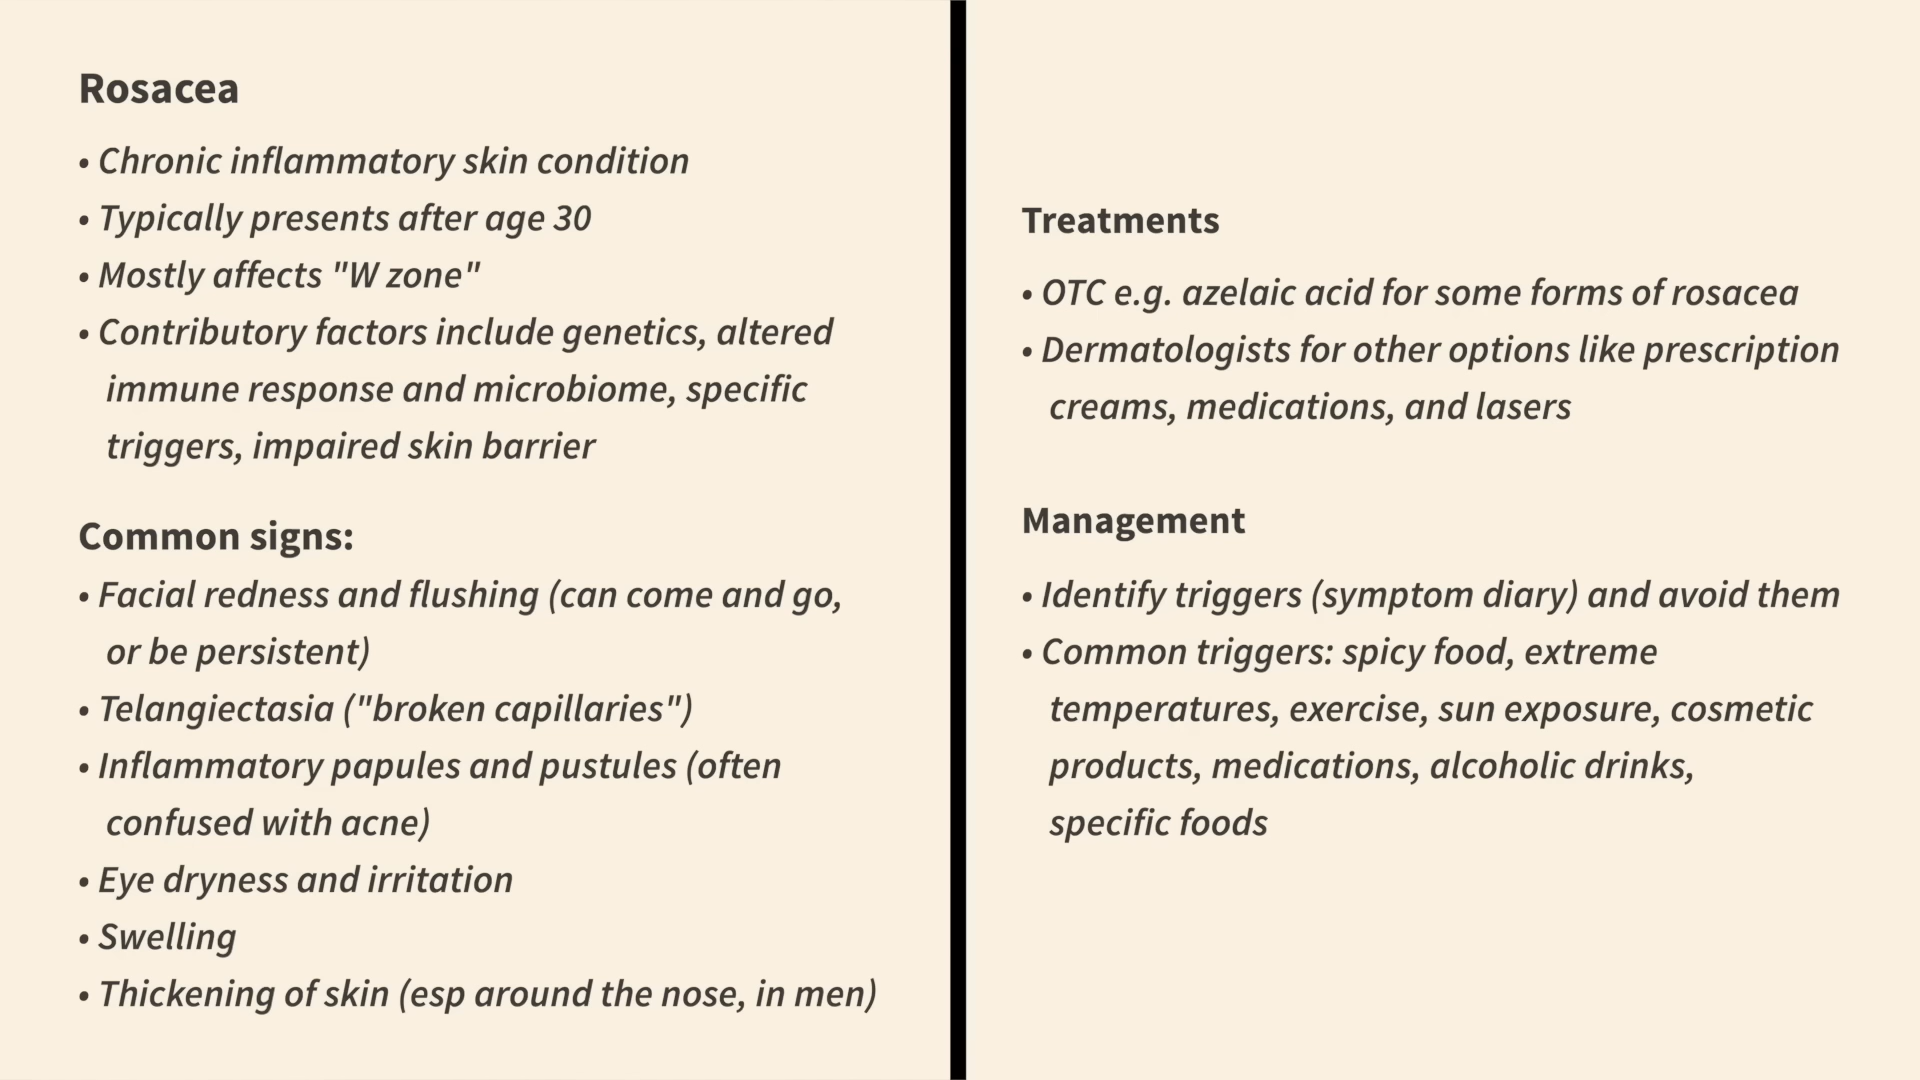 Rosacea
• Chronic inflammatory skin condition
• Typically presents after age 30
• Mostly affects "W zone"
• Contributory factors include genetics, altered
immune response and microbiome, specific
triggers, impaired skin barrier
Common signs:
• Facial redness and flushing (can come and go,
or be persistent)
• Telangiectasia ("broken capillaries")
• Inflammatory papules and pustules (often
confused with acne)
• Eye dryness and irritation
• Swelling
• Thickening of skin (esp around the nose, in men)
Treatments
• OTC e.g. azelaic acid for some forms of rosacea
• Dermatologists for other options like prescription
creams, medications, and lasers
Management
• Identify triggers (symptom diary) and avoid them
• Common triggers: spicy food, extreme
temperatures, exercise, sun exposure, cosmetic
products, medications, alcoholic drinks,
specific foods